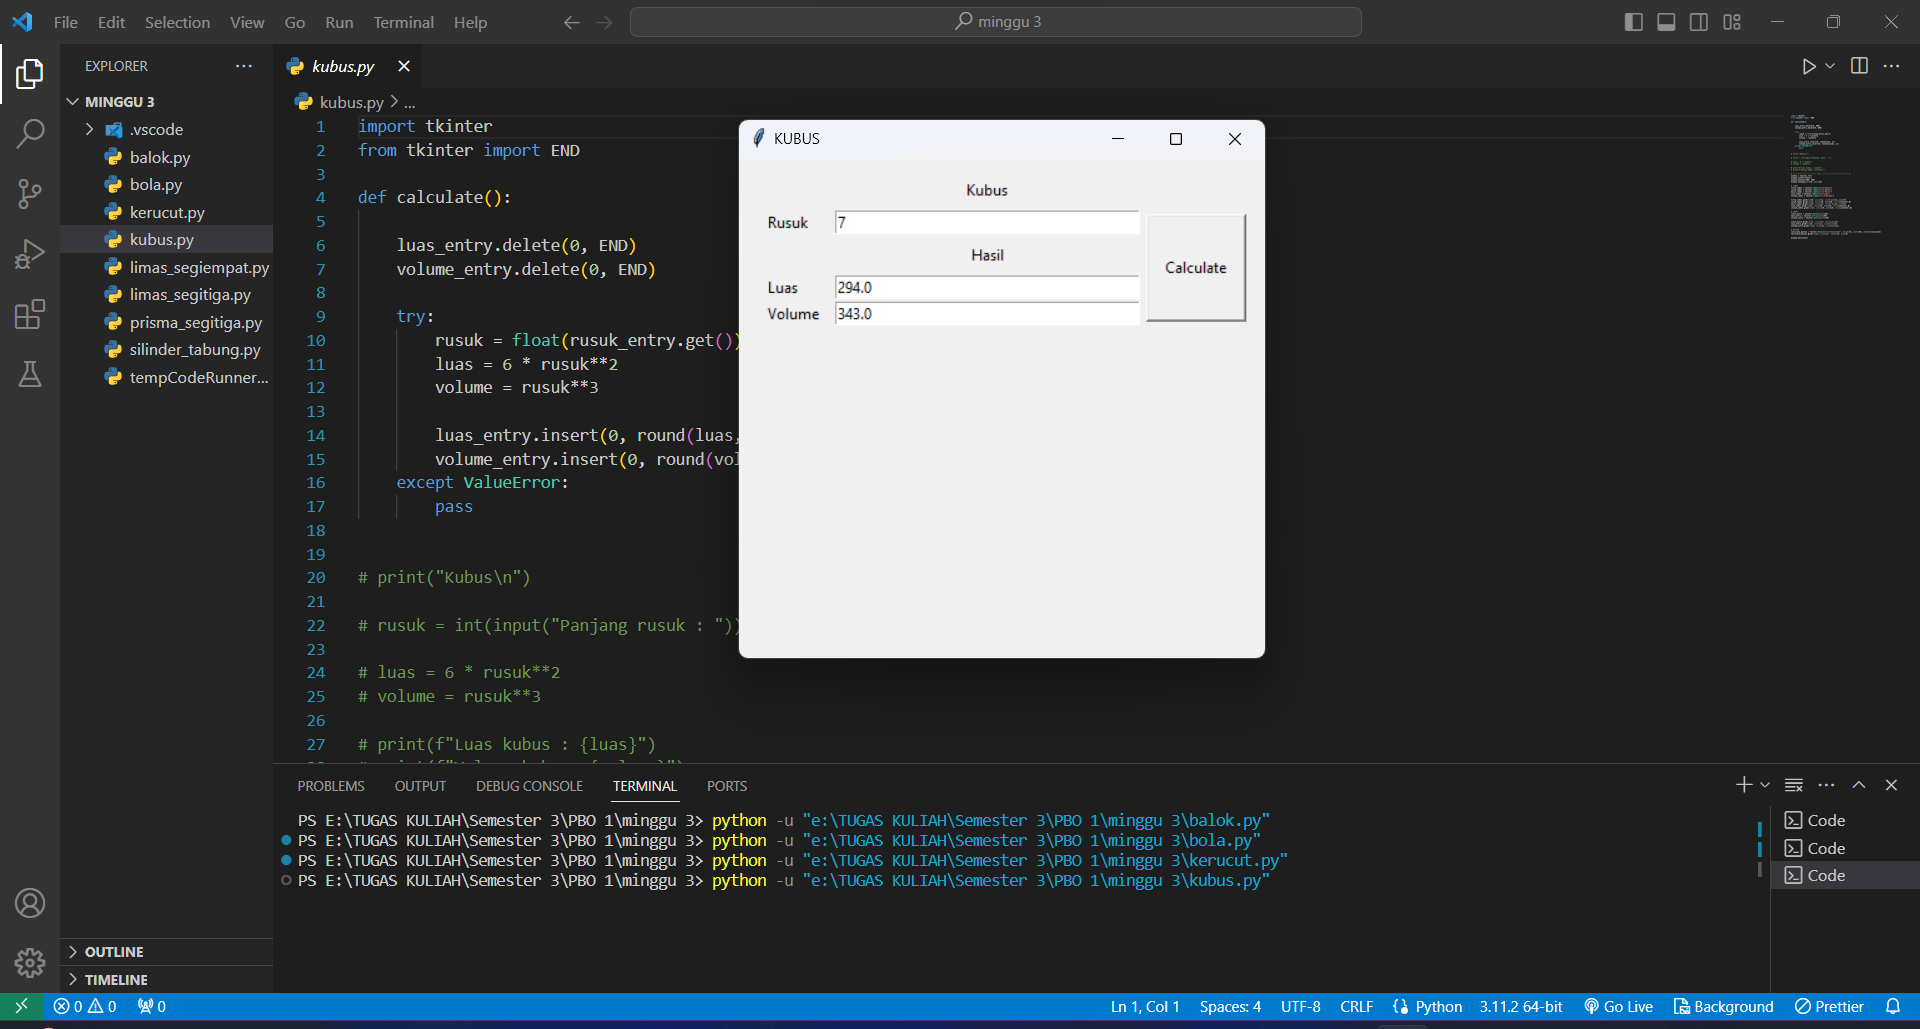 File Edit Selection View Go Run Terminal Help
minggu 3
EXPLORER
MINGGU 3
.vscode
balok.py
bola.py
kerucut.py
kubus.py
limas_segiempat.py
limas_segitiga.py
prisma_segitiga.py
silinder_tabung.py
tempCodeRunner...
OUTLINE
TIMELINE
kubus.py
kubus.py > ...
1 import tkinter
2 from tkinter import END
3
4 def calculate():
5
6 luas_entry.delete(0, END)
7 volume_entry.delete(0, END)
8
9 try:
10 rusuk = float(rusuk_entry.get())
11 luas = 6 * rusuk**2
12 volume = rusuk**3
13
14 luas_entry.insert(0, round(luas,
15 volume_entry.insert(0, round(vol
16 except ValueError:
17 pass
18
19
20 # print("Kubus\n")
21
22 # rusuk = int(input("Panjang rusuk : "))
23
24 # luas = 6 * rusuk**2
25 # volume = rusuk**3
26
27 # print(f"Luas kubus : {luas}")
KUBUS
Kubus
Rusuk 7
Hasil
Luas 294.0
Volume 343.0
Calculate
PROBLEMS OUTPUT DEBUG CONSOLE TERMINAL PORTS
PS E:\TUGAS KULIAH\Semester 3\PBO 1\minggu 3> python -u "e:\TUGAS KULIAH\Semester 3\PBO 1\minggu 3\balok.py"
PS E:\TUGAS KULIAH\Semester 3\PBO 1\minggu 3> python -u "e:\TUGAS KULIAH\Semester 3\PBO 1\minggu 3\bola.py"
PS E:\TUGAS KULIAH\Semester 3\PBO 1\minggu 3> python -u "e:\TUGAS KULIAH\Semester 3\PBO 1\minggu 3\kerucut.py"
PS E:\TUGAS KULIAH\Semester 3\PBO 1\minggu 3> python -u "e:\TUGAS KULIAH\Semester 3\PBO 1\minggu 3\kubus.py"
Code
Code
Code
0 0 0 Ln 1, Col 1 Spaces: 4 UTF-8 CRLF Python 3.11.2 64-bit Go Live Background Prettier